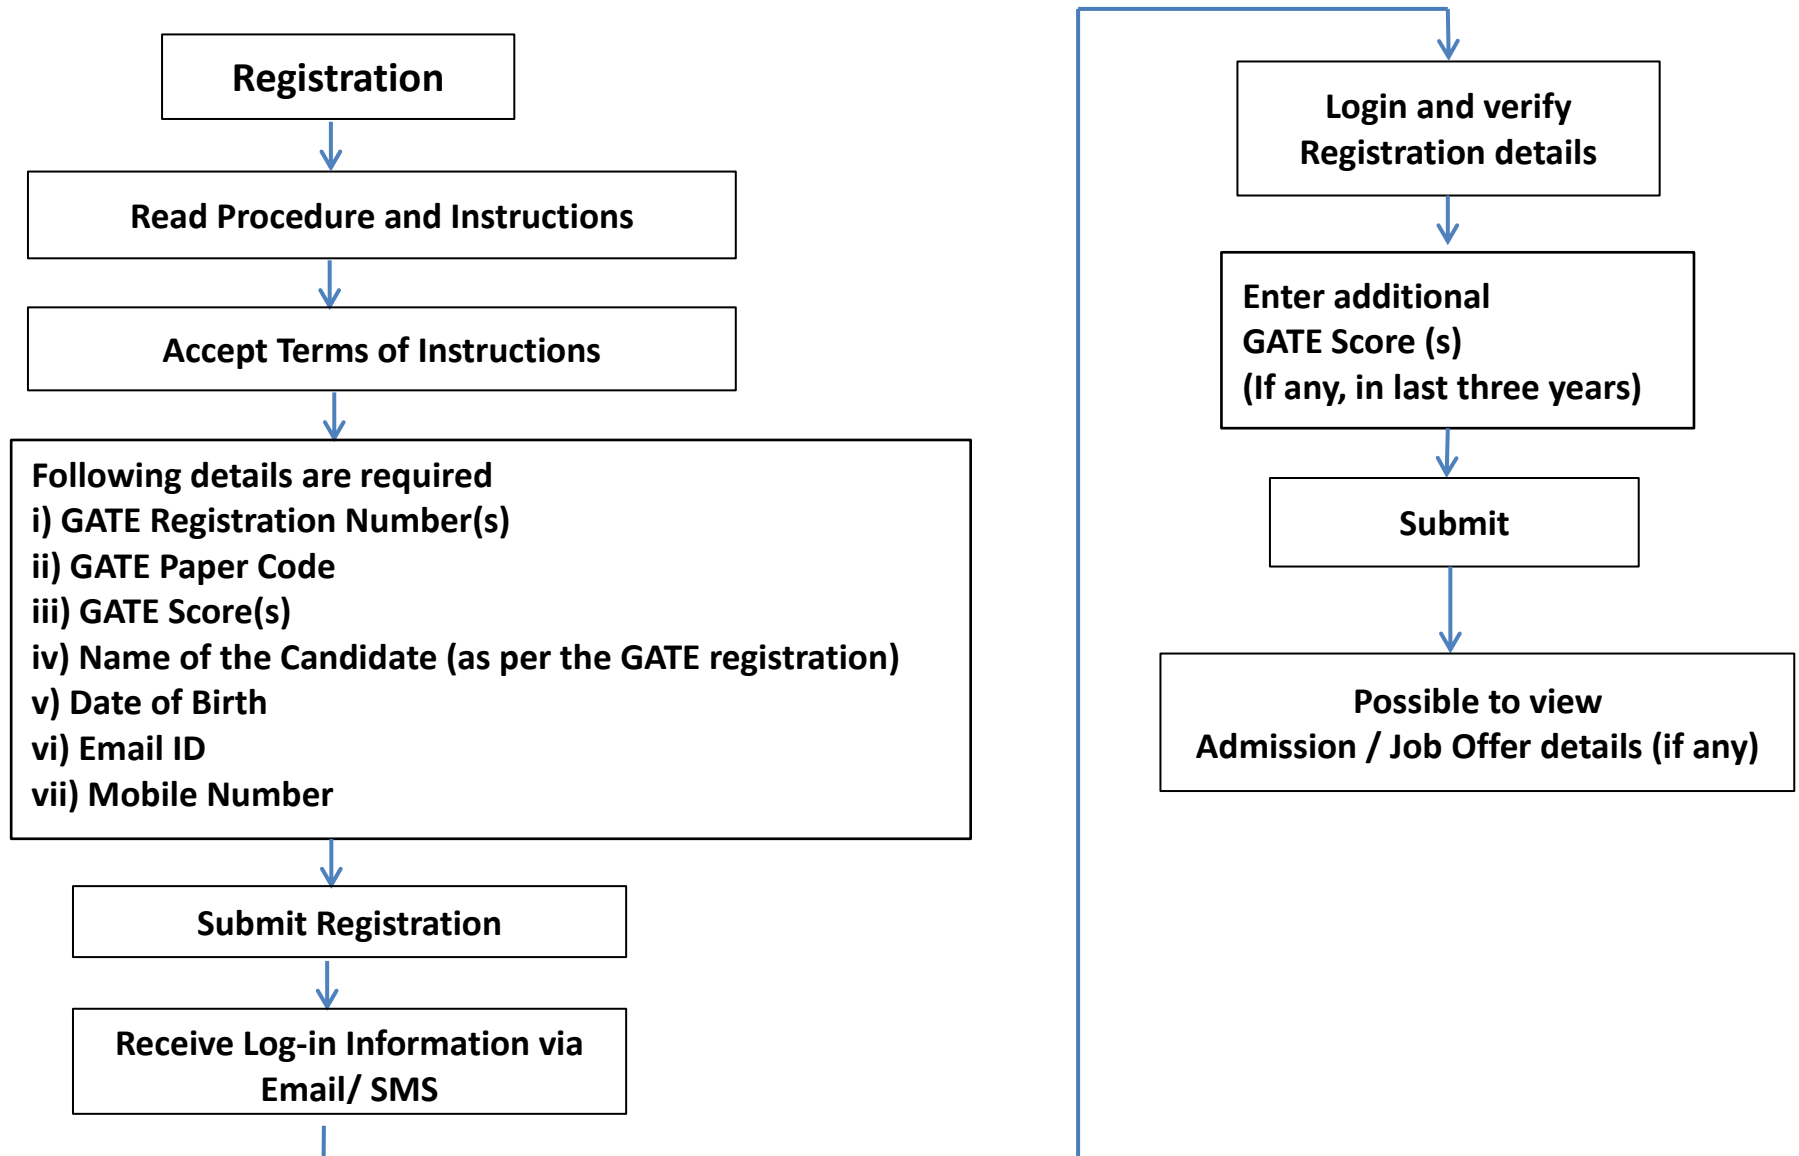 Registration
Read Procedure and Instructions
Accept Terms of Instructions
Following details are required
i) GATE Registration Number(s)
ii) GATE Paper Code
iii) GATE Score(s)
iv) Name of the Candidate (as per the GATE registration)
v) Date of Birth
vi) Email ID
vii) Mobile Number
Submit Registration
Receive Log-in Information via
Email/ SMS
Login and verify
Registration details
Enter additional
GATE Score (s)
(If any, in last three years)
Submit
Possible to view
Admission / Job Offer details (if any)